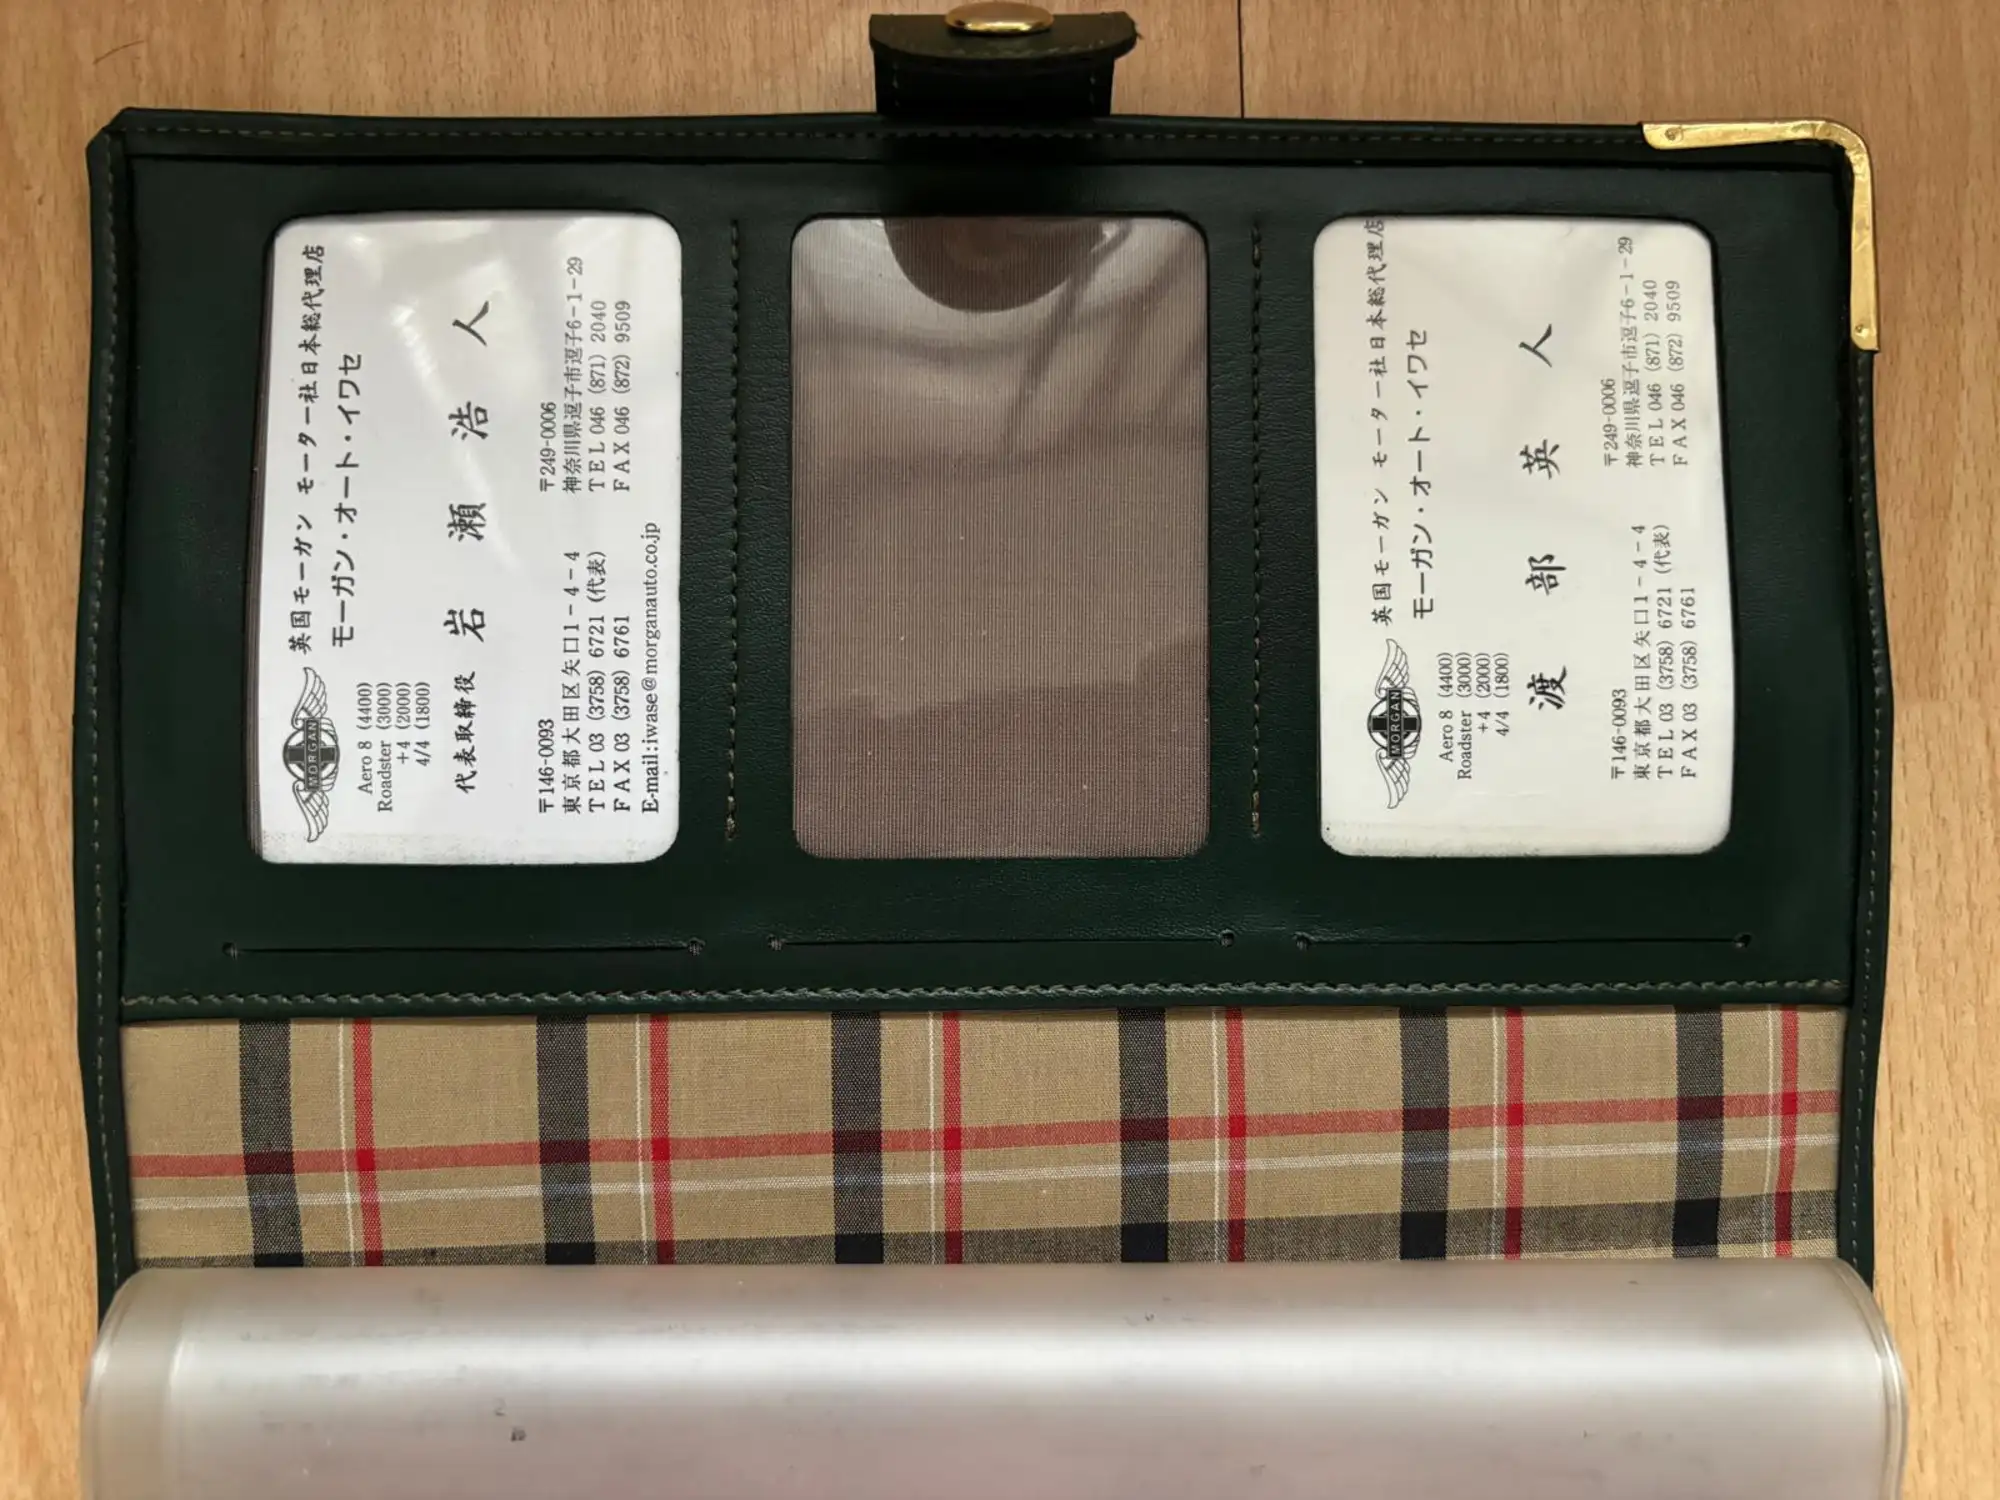 英国モーガン モーター社日本総代理店
モーガン・オート・イワセ
MORGAN
Aero 8 (4400)
Roadster (3000)
+4 (2000)
4/4 (1800)
代表取締役 岩瀬浩人
〒146-0093
東京都大田区矢口1-4-4
TEL 03 (3758) 6721 (代表)
FAX 03 (3758) 6761
E-mail:iwase@morganauto.co.jp
〒249-0006
神奈川県逗子市逗子6-1-29
TEL 046 (871) 2040
FAX 046 (872) 9509
英国モーガン モーター社日本総代理店
モーガン・オート・イワセ
MORGAN
Aero 8 (4400)
Roadster (3000)
+4 (2000)
4/4 (1800)
渡部英人
〒146-0093
東京都大田区矢口1-4-4
TEL 03 (3758) 6721 (代表)
FAX 03 (3758) 6761
〒249-0006
神奈川県逗子市逗子6-1-29
TEL 046 (871) 2040
FAX 046 (872) 9509